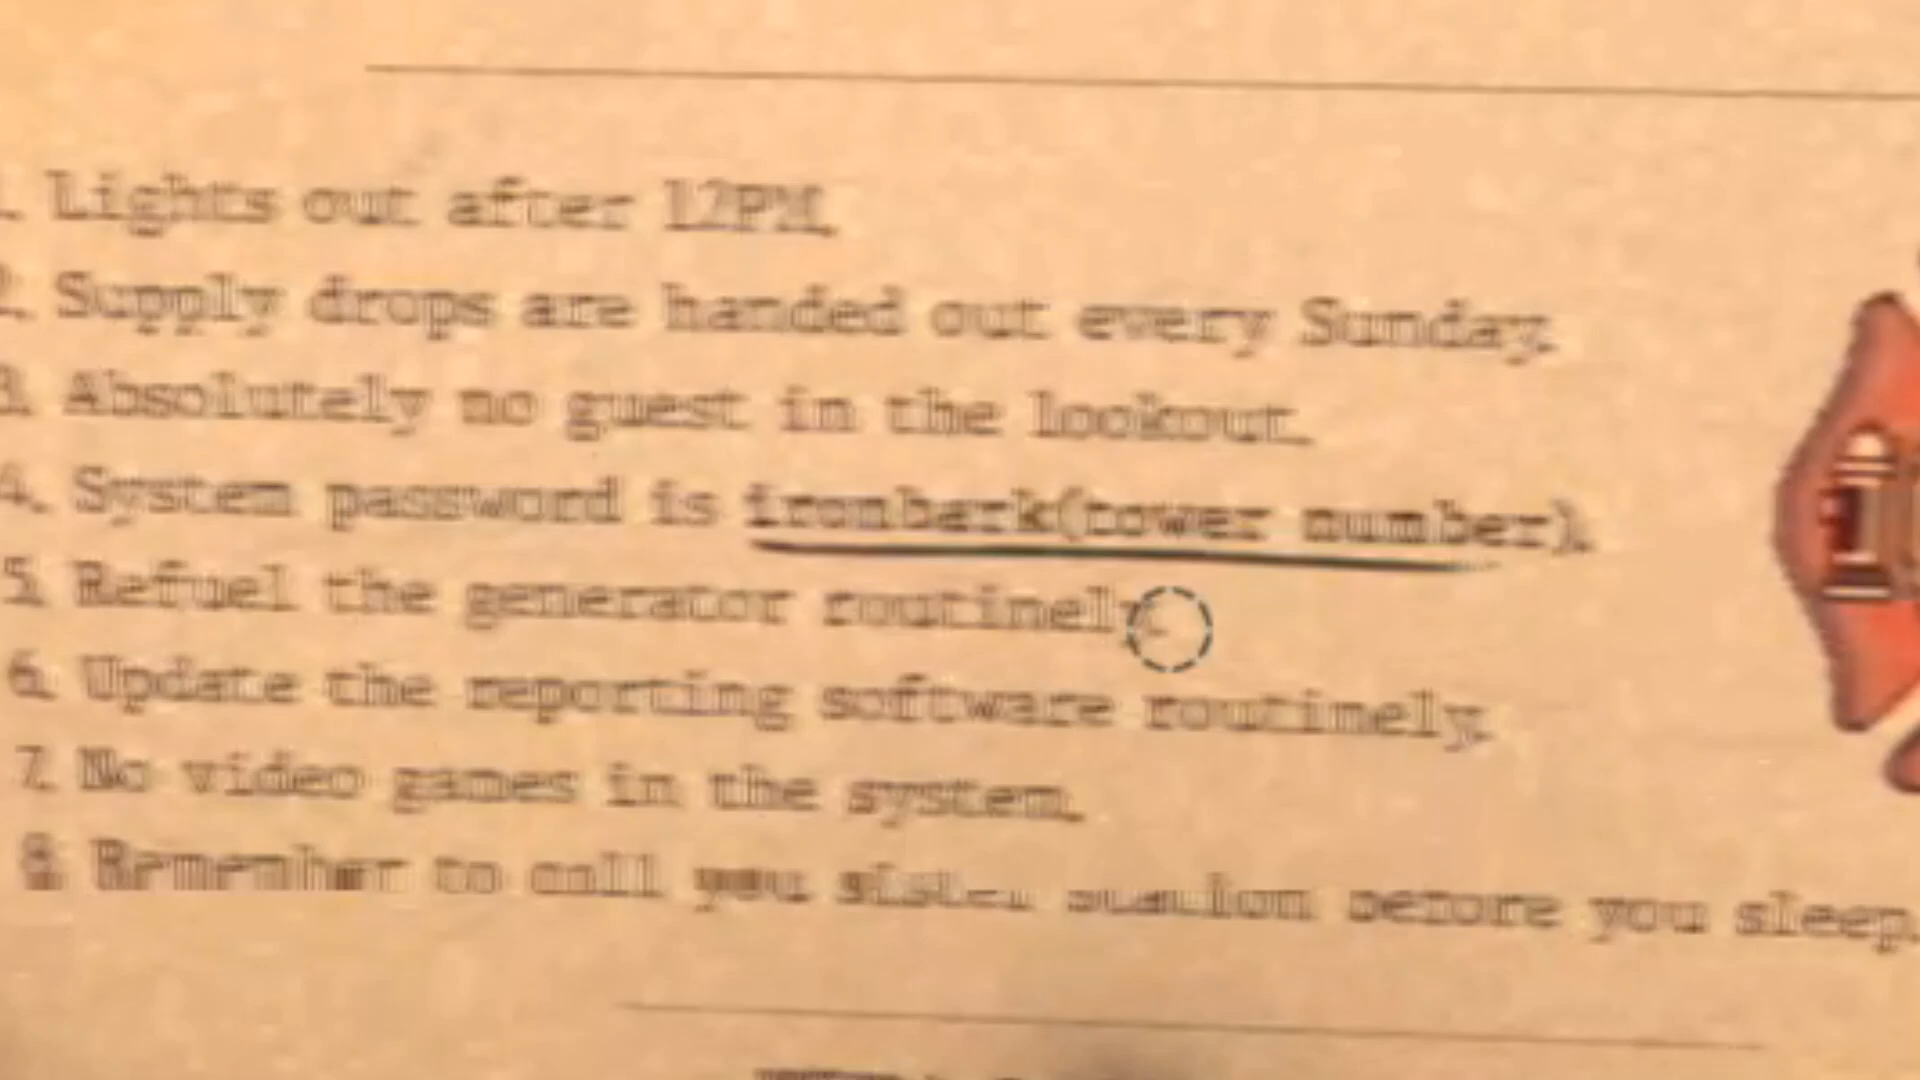 1. Lights out after 12PM.
2. Supply drops are handed out every Sunday.
3. Absolutely no guest in the lookout.
4. System password is ironbark(tower number).
5. Refuel the generator routinely.
6. Update the reporting software routinely.
7. No video games in the system.
8. Remember to call you sister station before you sleep.